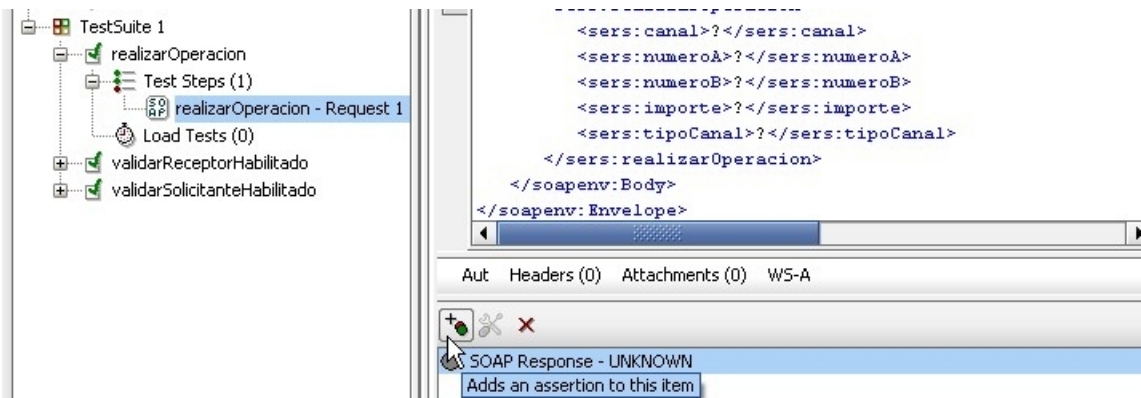 TestSuite 1
realizarOperacion
Test Steps (1)
realizarOperacion - Request 1
Load Tests (0)
validarReceptorHabilitado
validarSolicitanteHabilitado
<sers:canal>?</sers:canal>
<sers:numeroA>?</sers:numeroA>
<sers:numeroB>?</sers:numeroB>
<sers:importe>?</sers:importe>
<sers:tipoCanal>?</sers:tipoCanal>
</sers:realizarOperacion>
</soapenv:Body>
</soapenv:Envelope>
Aut Headers (0) Attachments (0) WS-A
SOAP Response - UNKNOWN
Adds an assertion to this item